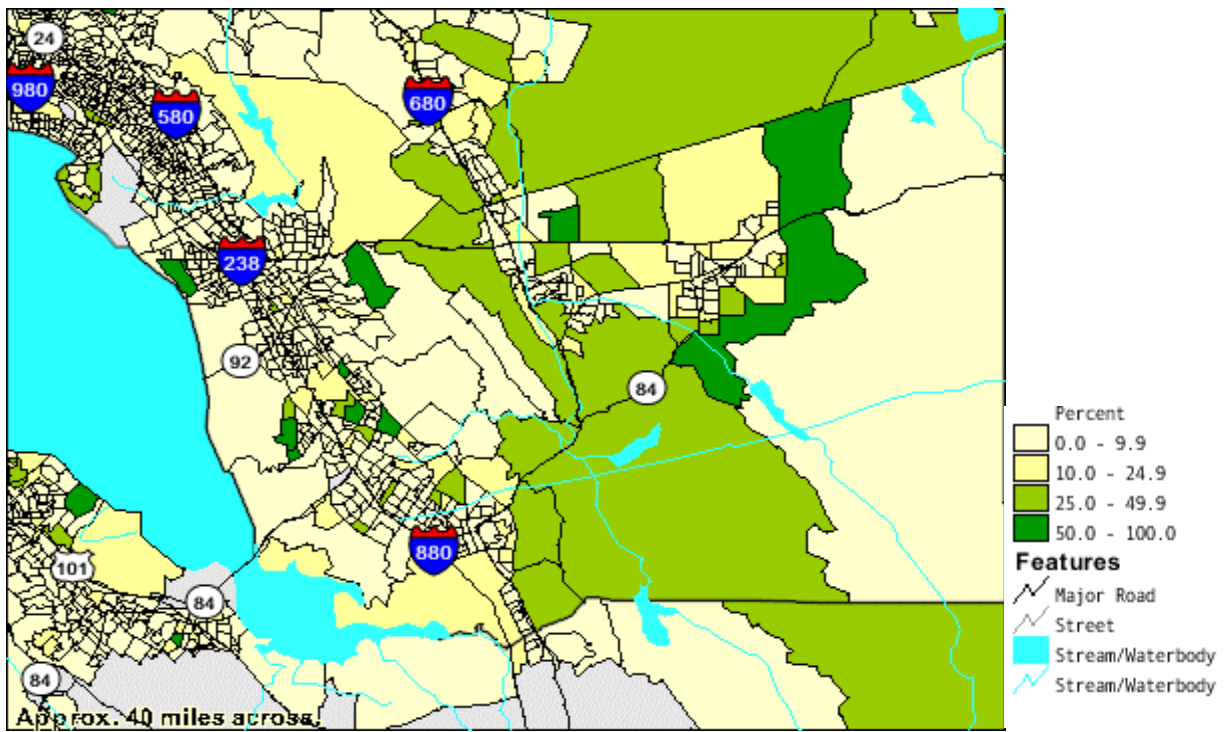 24
980
580
680
238
92
84
880
101
84
84
Approx. 40 miles across.
Percent
0.0 - 9.9
10.0 - 24.9
25.0 - 49.9
50.0 - 100.0
Features
Major Road
Street
Stream/Waterbody
Stream/Waterbody